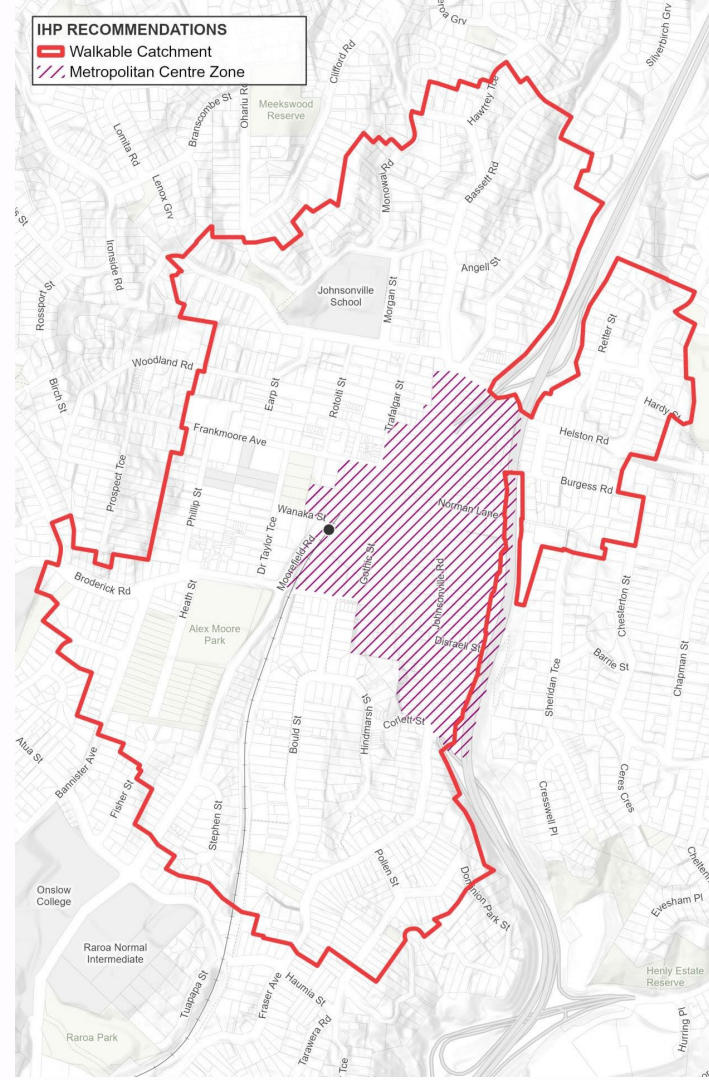 IHP RECOMMENDATIONS
Walkable Catchment
Metropolitan Centre Zone
Silverbirch Grv
Clifford Rd
Branscombe St
Meekswood
Reserve
Hawtrey Tce
Lomita Rd
Lenox Grv
Monowai Rd
Bassett Rd
Ironside Rd
Angell St
Rossport St
Johnsonville
School
Morgan St
Retter St
Woodland Rd
Birch St
Earp St
Rotoiti St
Trafalgar St
Hardy St
Frankmoore Ave
Helston Rd
Prospect Tce
Burgess Rd
Phillip St
Wanaka St
Norman Lane
Dr Taylor Tce
Moorefield Rd
Gothic St
Johnsonville Rd
Broderick Rd
Heath St
Chesterton St
Alex Moore
Park
Disraeli St
Barrie St
Chapman St
Sheridan Tce
Hindmarsh St
Bould St
Corlett St
Atua St
Bannister Ave
Fisher St
Stephen St
Cresswell Pl
Ceres Cres
Pollen St
Dominion Park St
Evesham Pl
Onslow
College
Raroa Normal
Intermediate
Henly Estate
Reserve
Tuapapa St
Fraser Ave
Haumia St
Tarawera Rd
Hurring Pl
Raroa Park
Tce